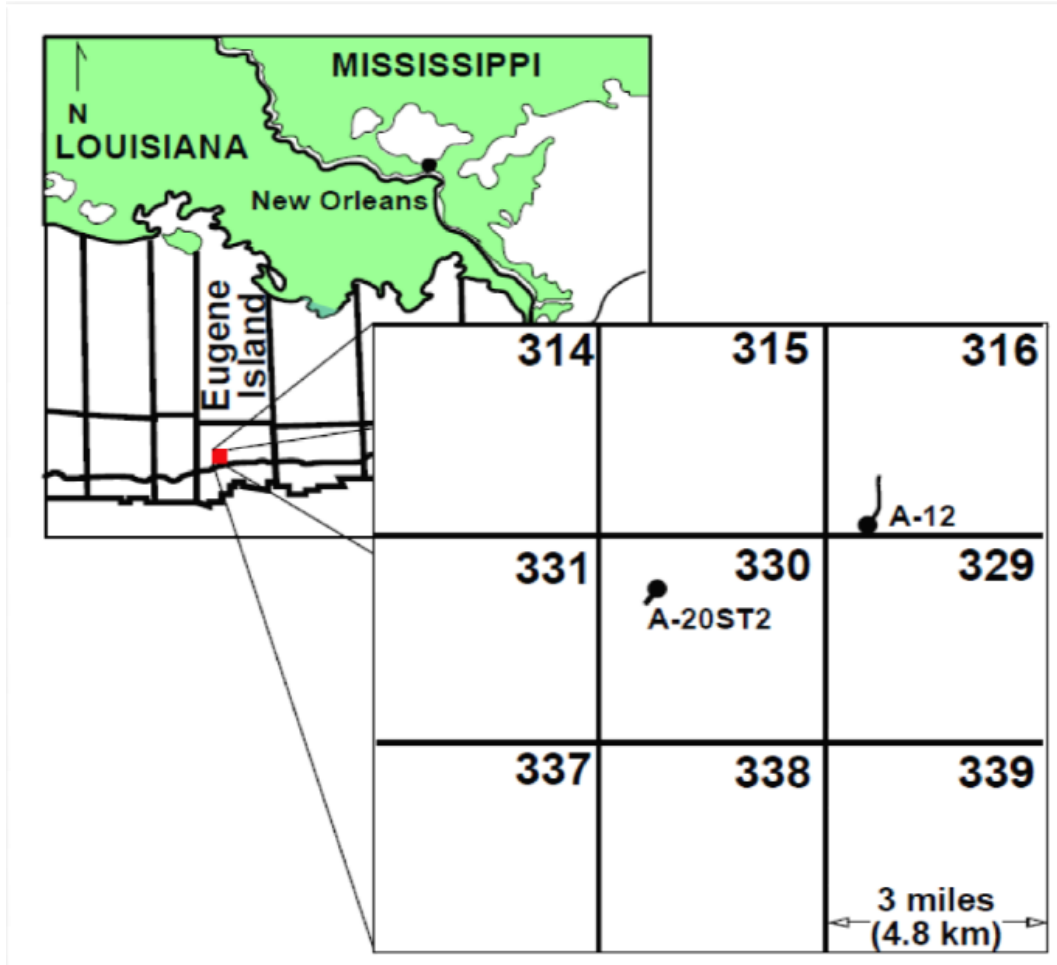 MISSISSIPPI
N
LOUISIANA
New Orleans
Eugene
Island
314
315
316
A-12
331
330
329
A-20ST2
337
338
339
3 miles
(4.8 km)